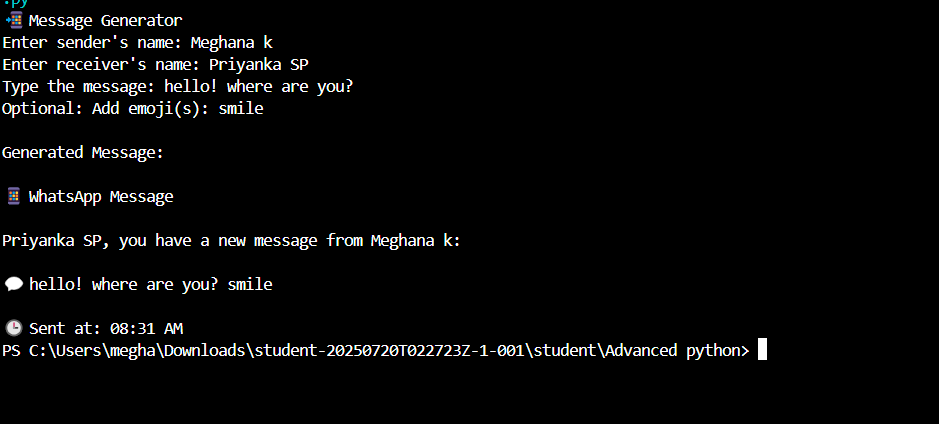 .py
📲 Message Generator
Enter sender's name: Meghana k
Enter receiver's name: Priyanka SP
Type the message: hello! where are you?
Optional: Add emoji(s): smile
Generated Message:
📱 WhatsApp Message
Priyanka SP, you have a new message from Meghana k:
💬 hello! where are you? smile
🕒 Sent at: 08:31 AM
PS C:\Users\megha\Downloads\student-20250720T022723Z-1-001\student\Advanced python>